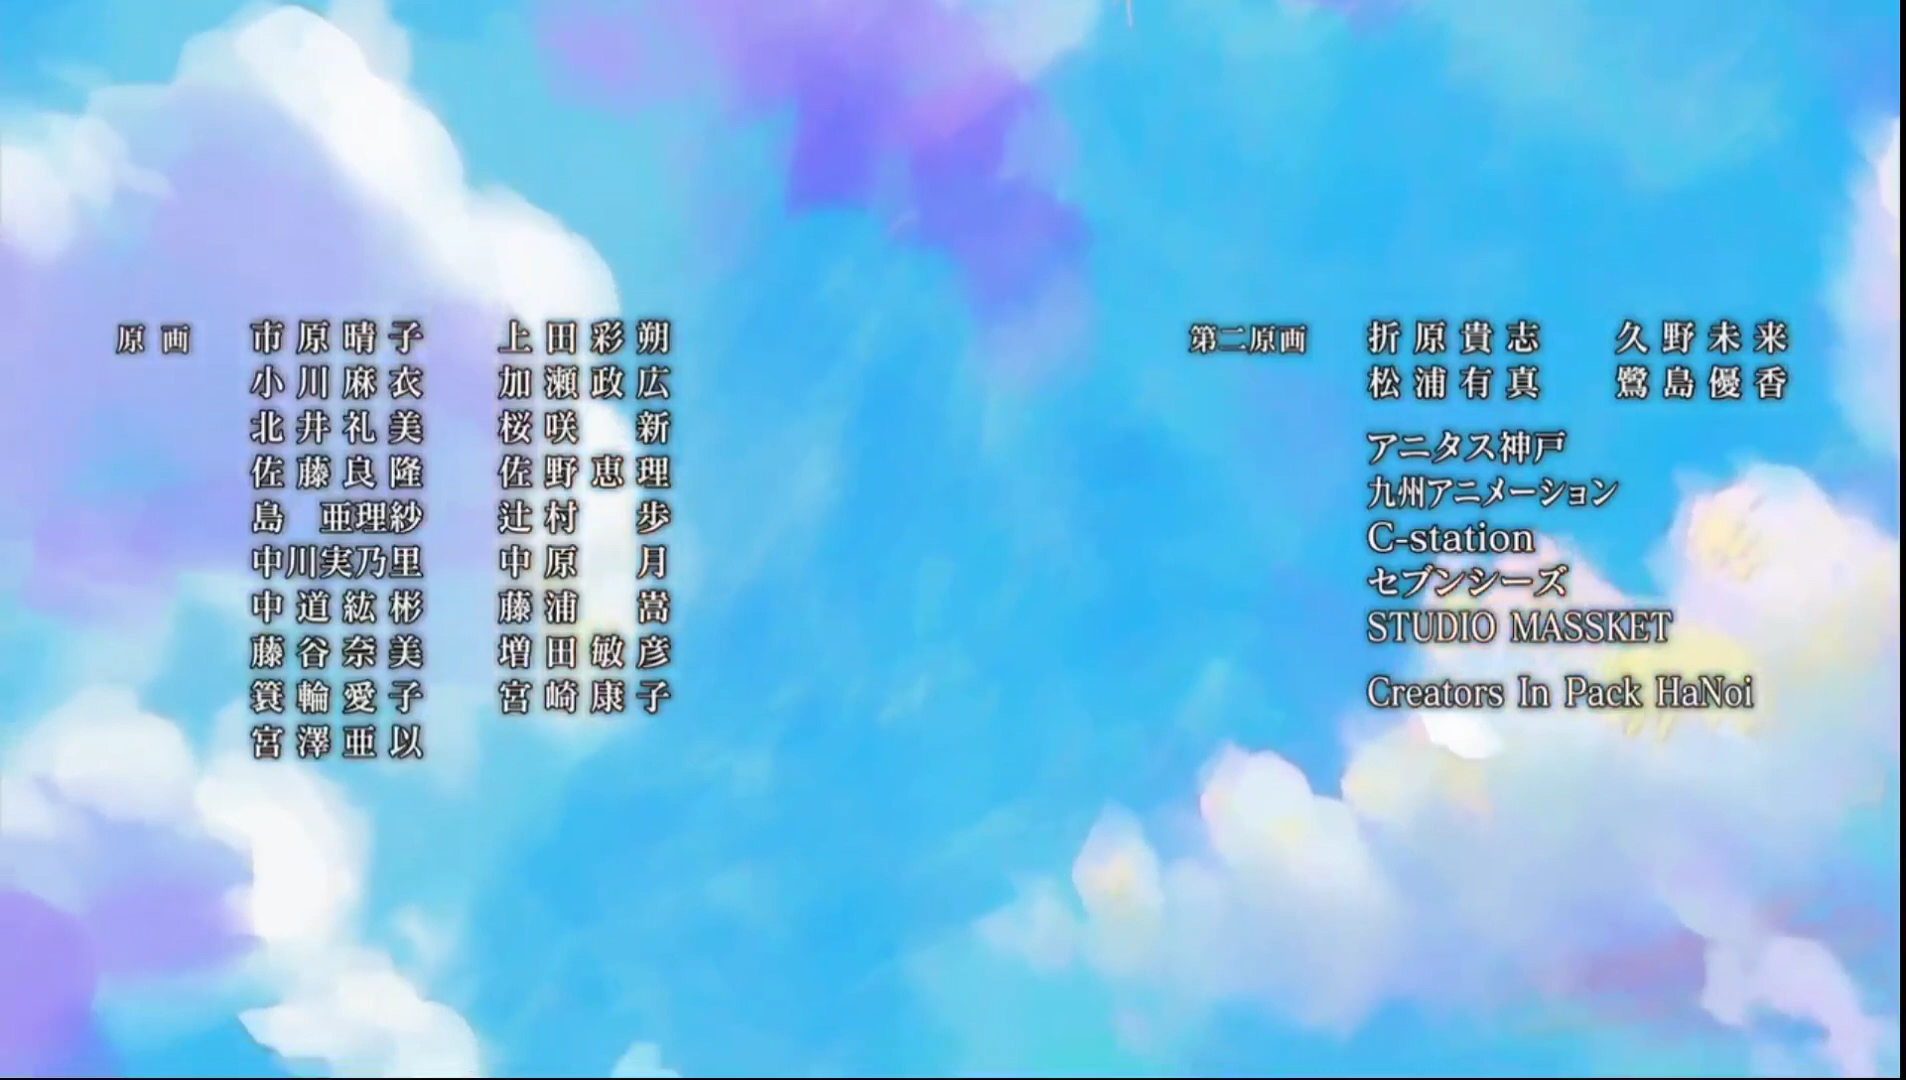 原画 市原晴子 上田彩朔
小川麻衣 加瀬政広
北井礼美 桜咲 新
佐藤良隆 佐野恵理
島 亜理紗 辻村 歩
中川実乃里 中原 月
中道紘彬 藤浦 嵩
藤谷奈美 増田敏彦
簑輪愛子 宮崎康子
宮澤亜以
第二原画 折原貴志 久野未来
松浦有真 鷺島優香
アニタス神戸
九州アニメーション
C-station
セブンシーズ
STUDIO MASSKET
Creators In Pack HaNoi